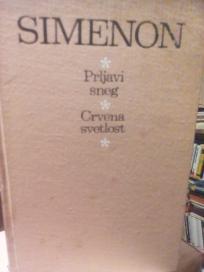 SIMENON
*
Prljavi
sneg
*
Crvena
svetlost
*